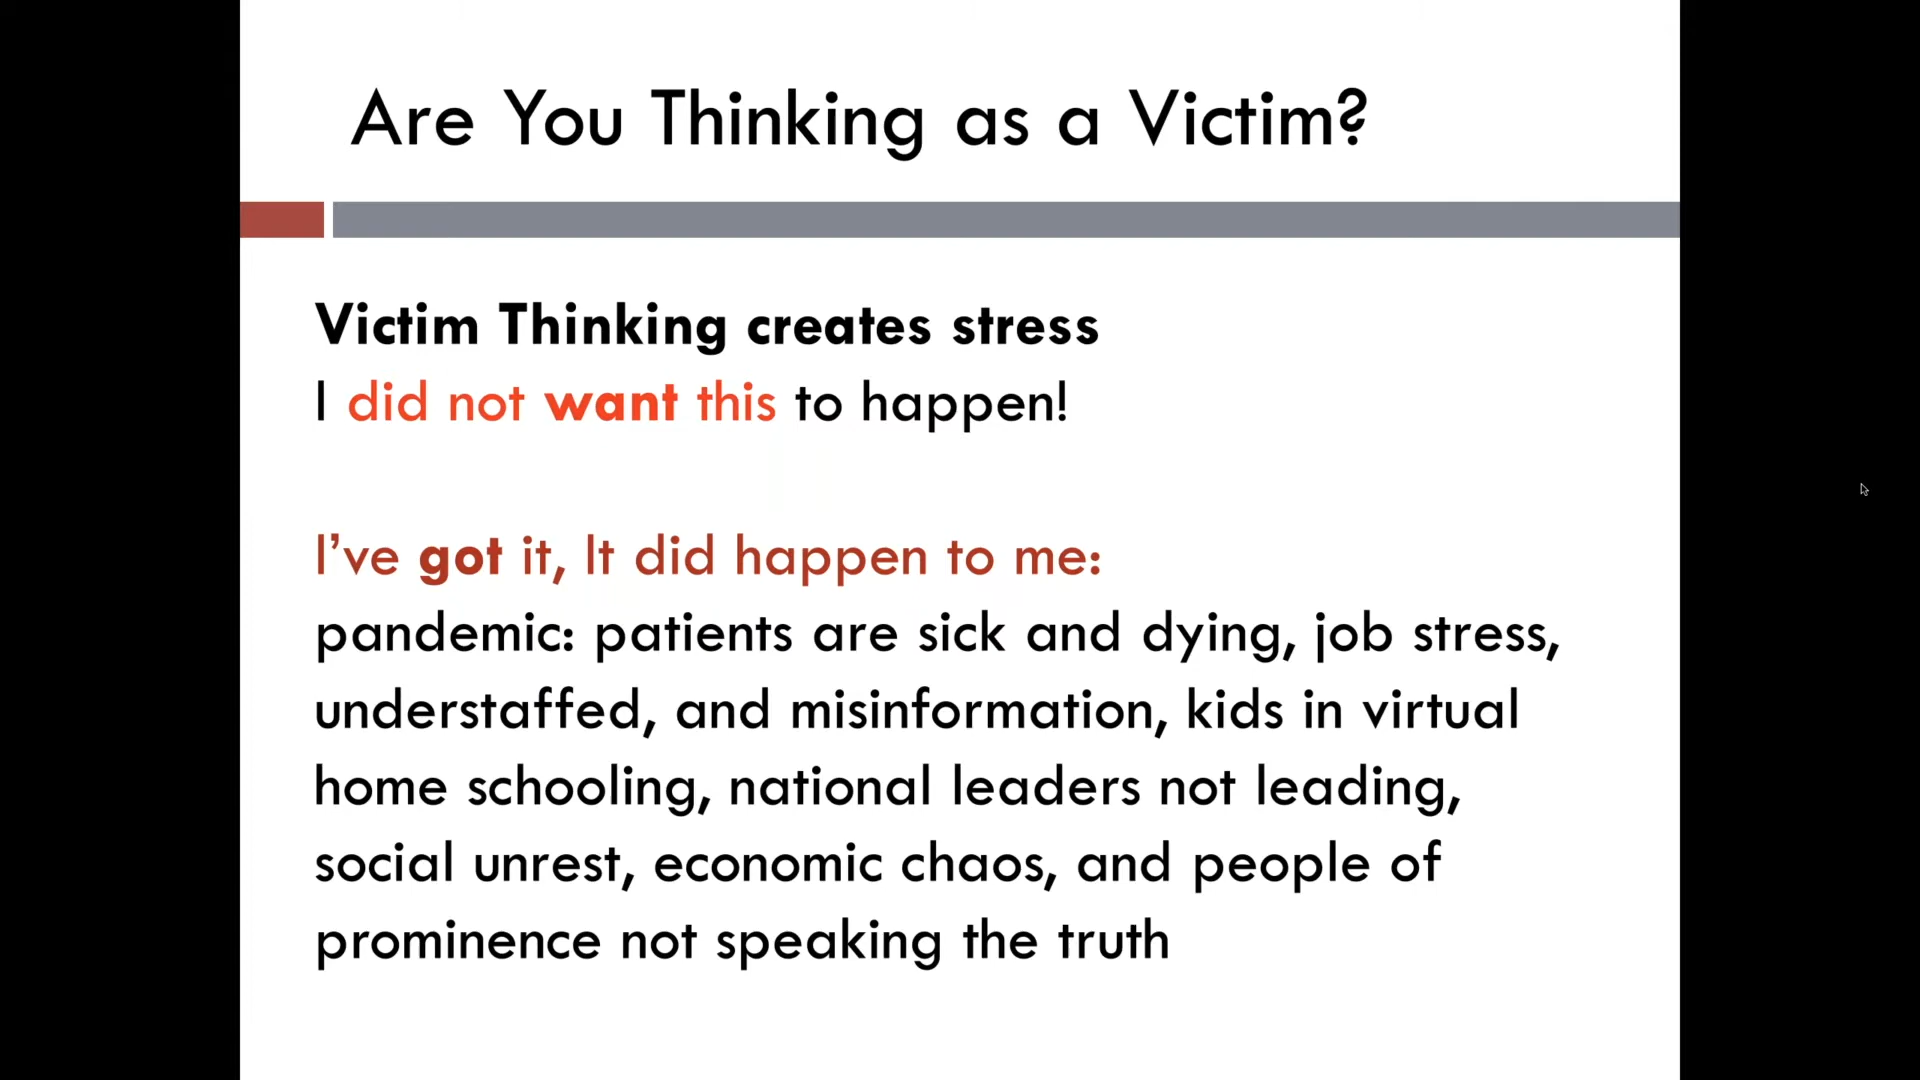 Are You Thinking as a Victim?
Victim Thinking creates stress
I did not want this to happen!
I’ve got it, It did happen to me:
pandemic: patients are sick and dying, job stress,
understaffed, and misinformation, kids in virtual
home schooling, national leaders not leading,
social unrest, economic chaos, and people of
prominence not speaking the truth